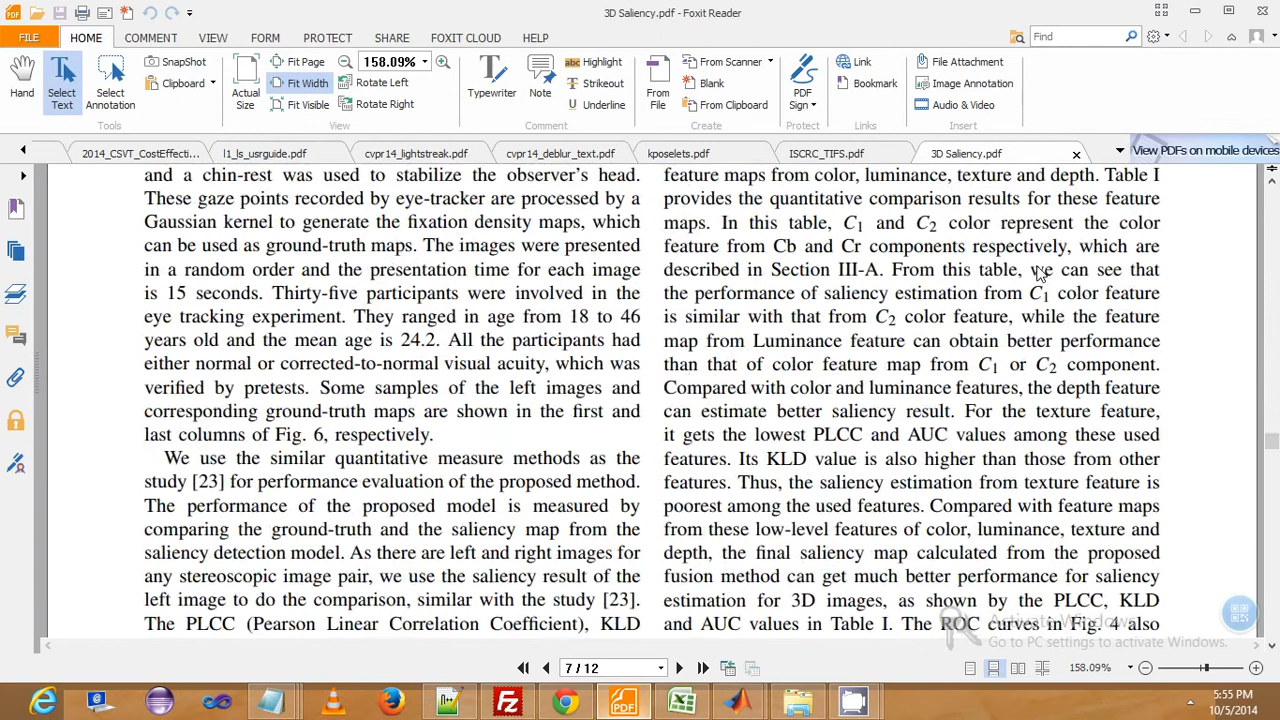 3D Saliency.pdf - Foxit Reader
FILE HOME COMMENT VIEW FORM PROTECT SHARE FOXIT CLOUD HELP Find
Hand
Select Text
Select Annotation
SnapShot
Clipboard
Tools
Actual Size
Fit Page
Fit Width
Fit Visible
158.09%
Rotate Left
Rotate Right
View
Typewriter
Note
Highlight
Strikeout
Underline
Comment
From File
From Scanner
Blank
From Clipboard
Create
PDF Sign
Protect
Link
Bookmark
Links
File Attachment
Image Annotation
Audio & Video
Insert
2014_CSVT_CostEffecti... l1_ls_usrguide.pdf cvpr14_lightstreak.pdf cvpr14_deblur_text.pdf kposelets.pdf ISCRC_TIFS.pdf 3D Saliency.pdf View PDFs on mobile devices
and a chin-rest was used to stabilize the observer's head.
These gaze points recorded by eye-tracker are processed by a
Gaussian kernel to generate the fixation density maps, which
can be used as ground-truth maps. The images were presented
in a random order and the presentation time for each image
is 15 seconds. Thirty-five participants were involved in the
eye tracking experiment. They ranged in age from 18 to 46
years old and the mean age is 24.2. All the participants had
either normal or corrected-to-normal visual acuity, which was
verified by pretests. Some samples of the left images and
corresponding ground-truth maps are shown in the first and
last columns of Fig. 6, respectively.
We use the similar quantitative measure methods as the
study [23] for performance evaluation of the proposed method.
The performance of the proposed model is measured by
comparing the ground-truth and the saliency map from the
saliency detection model. As there are left and right images for
any stereoscopic image pair, we use the saliency result of the
left image to do the comparison, similar with the study [23].
The PLCC (Pearson Linear Correlation Coefficient), KLD
feature maps from color, luminance, texture and depth. Table I
provides the quantitative comparison results for these feature
maps. In this table, C1 and C2 color represent the color
feature from Cb and Cr components respectively, which are
described in Section III-A. From this table, we can see that
the performance of saliency estimation from C1 color feature
is similar with that from C2 color feature, while the feature
map from Luminance feature can obtain better performance
than that of color feature map from C1 or C2 component.
Compared with color and luminance features, the depth feature
can estimate better saliency result. For the texture feature,
it gets the lowest PLCC and AUC values among these used
features. Its KLD value is also higher than those from other
features. Thus, the saliency estimation from texture feature is
poorest among the used features. Compared with feature maps
from these low-level features of color, luminance, texture and
depth, the final saliency map calculated from the proposed
fusion method can get much better performance for saliency
estimation for 3D images, as shown by the PLCC, KLD
and AUC values in Table I. The ROC curves in Fig. 4 also
Activate Windows
Go to PC settings to activate Windows.
7 / 12
158.09%
5:55 PM
10/5/2014